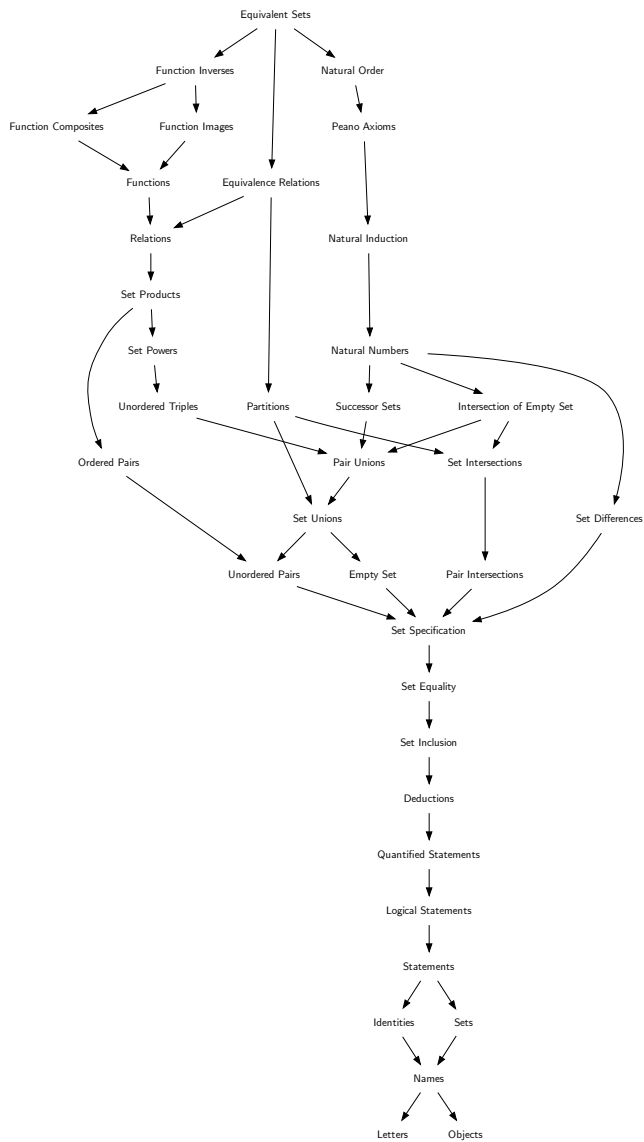 Equivalent Sets
Function Inverses
Natural Order
Function Composites
Function Images
Peano Axioms
Functions
Equivalence Relations
Relations
Natural Induction
Set Products
Set Powers
Natural Numbers
Unordered Triples
Partitions
Successor Sets
Intersection of Empty Set
Ordered Pairs
Pair Unions
Set Intersections
Set Unions
Set Differences
Unordered Pairs
Empty Set
Pair Intersections
Set Specification
Set Equality
Set Inclusion
Deductions
Quantified Statements
Logical Statements
Statements
Identities
Sets
Names
Letters
Objects